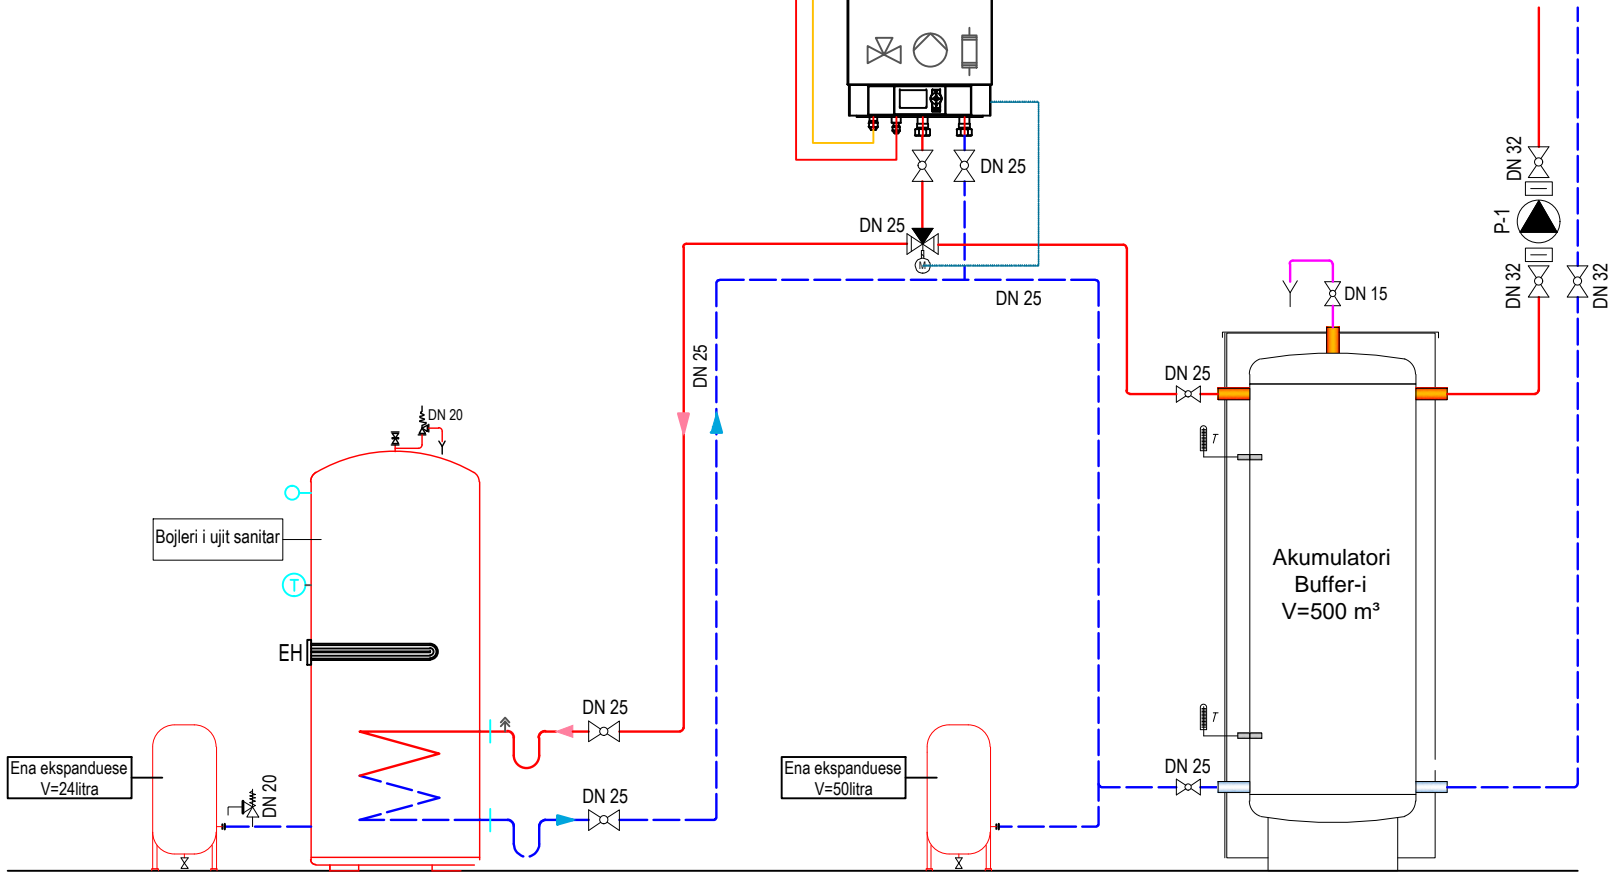 DN 25
DN 25
DN 25
M
DN 32
P-1
DN 32
DN 32
DN 15
DN 25
DN 25
DN 20
T
Bojleri i ujit sanitar
T
EH
Akumulatori
Buffer-i
V=500 m³
DN 25
T
Ena ekspanduese
V=24litra
DN 20
DN 25
Ena ekspanduese
V=50litra
DN 25